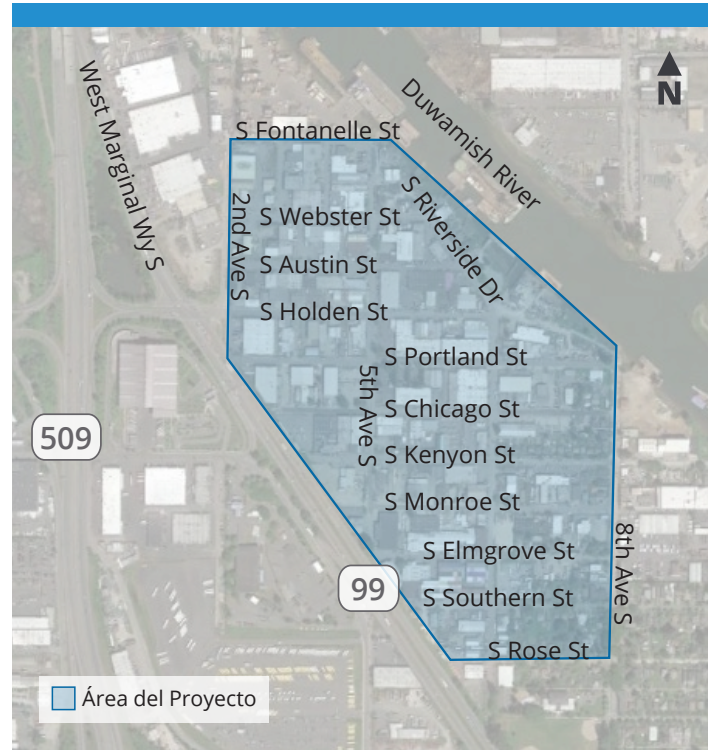 N
West Marginal Wy S
Duwamish River
S Fontanelle St
S Riverside Dr
2nd Ave S
S Webster St
S Austin St
S Holden St
S Portland St
5th Ave S
S Chicago St
509
S Kenyon St
S Monroe St
8th Ave S
S Elmgrove St
99
S Southern St
S Rose St
Área del Proyecto